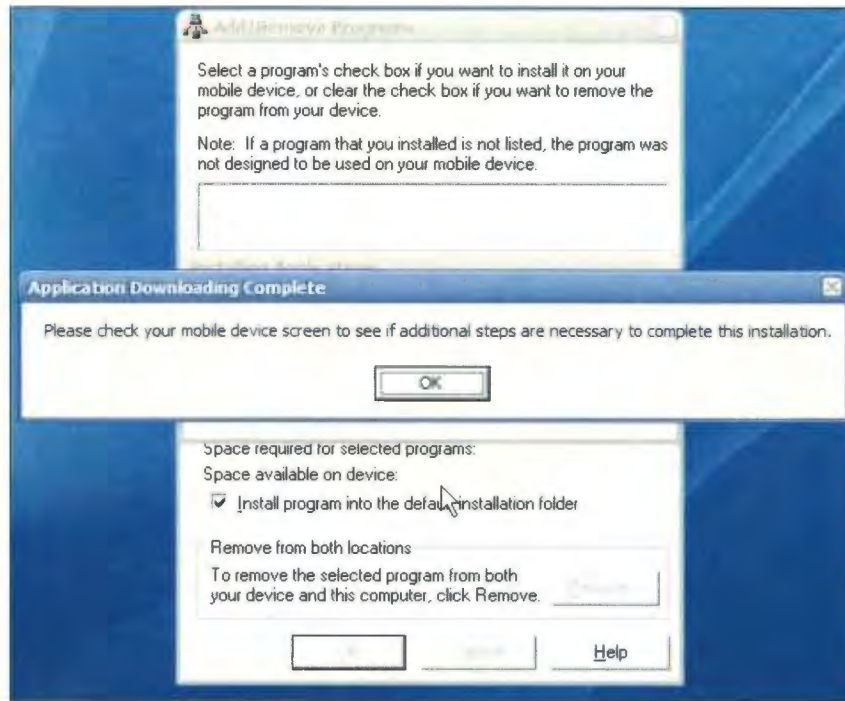 Add/Remove Programs
Select a program's check box if you want to install it on your
mobile device, or clear the check box if you want to remove the
program from your device.
Note: If a program that you installed is not listed, the program was
not designed to be used on your mobile device.
Application Downloading Complete
Please check your mobile device screen to see if additional steps are necessary to complete this installation.
OK
Space required for selected programs:
Space available on device:
Install program into the default installation folder
Remove from both locations
To remove the selected program from both
your device and this computer, click Remove.
Remove
Help